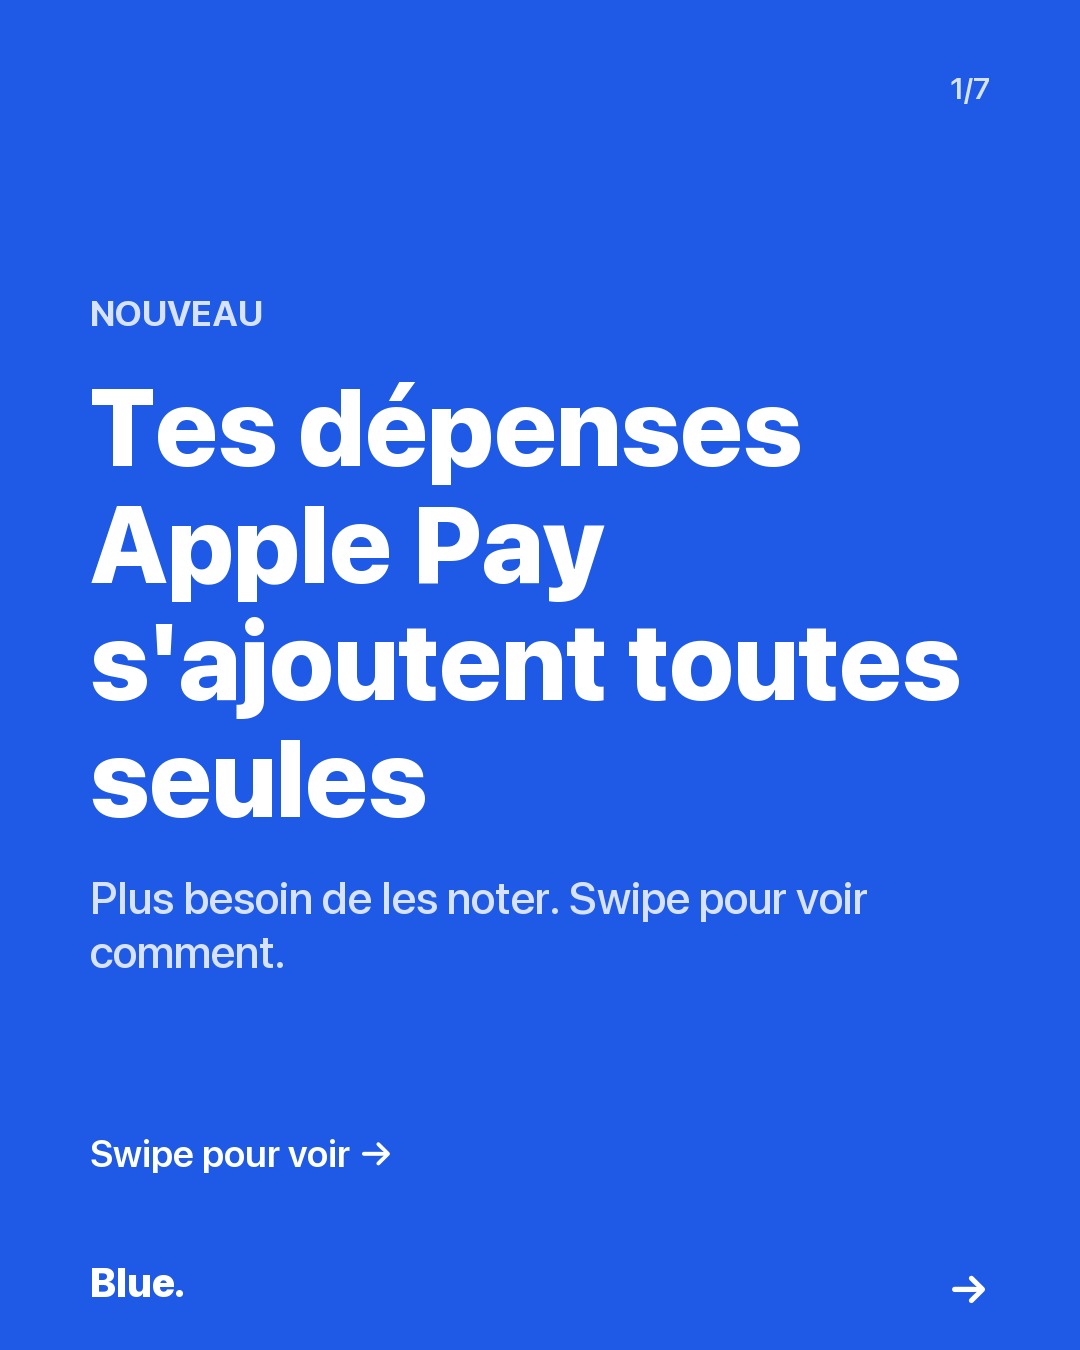 1/7
NOUVEAU
Tes dépenses
Apple Pay
s'ajoutent toutes
seules
Plus besoin de les noter. Swipe pour voir
comment.
Swipe pour voir →
Blue.
→